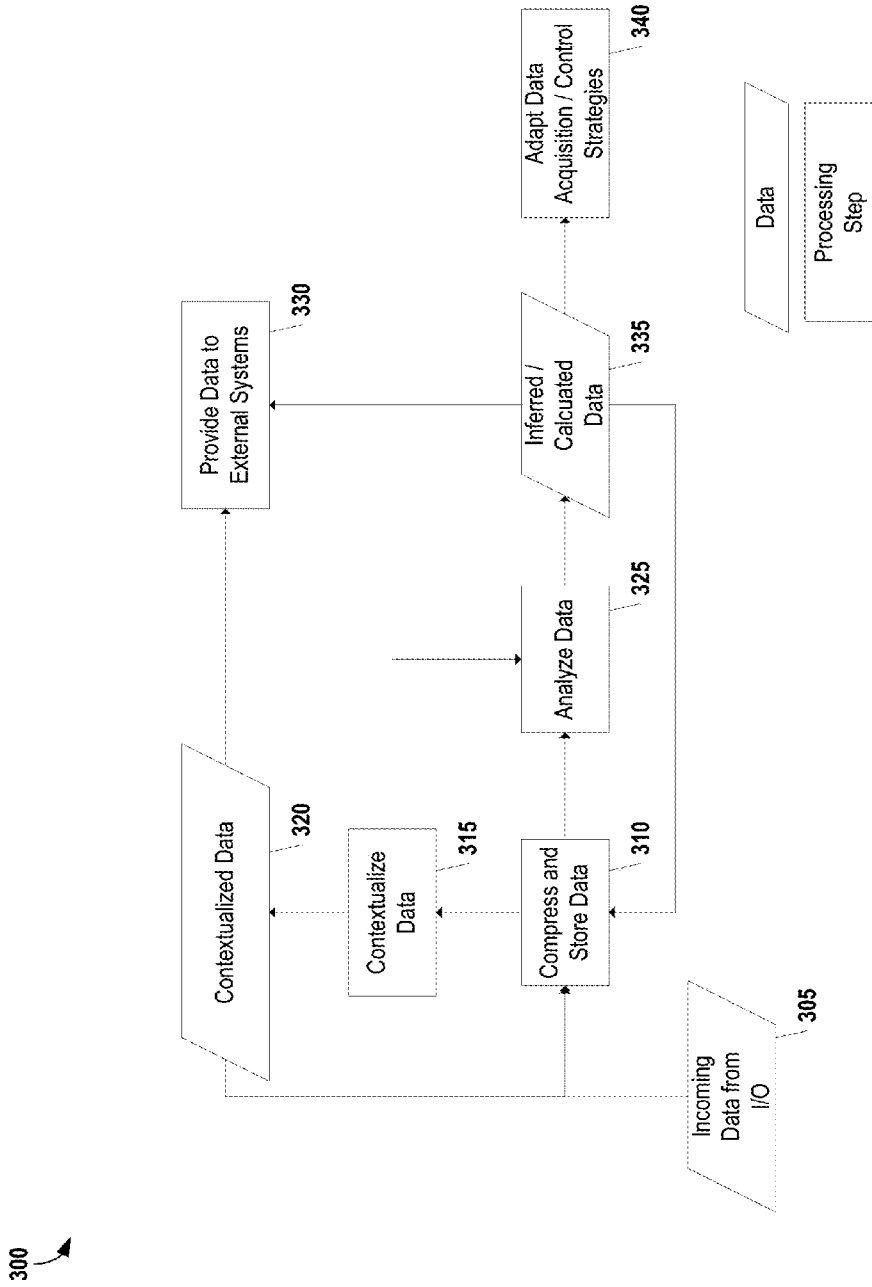 300
Contextualized Data
320
Provide Data to
External Systems
330
Contextualize
Data
315
Compress and
Store Data
310
Analyze Data
325
Inferred /
Calcuated
Data
335
Adapt Data
Acquisition / Control
Strategies
340
Incoming
Data from
I/O
305
Data
Processing
Step